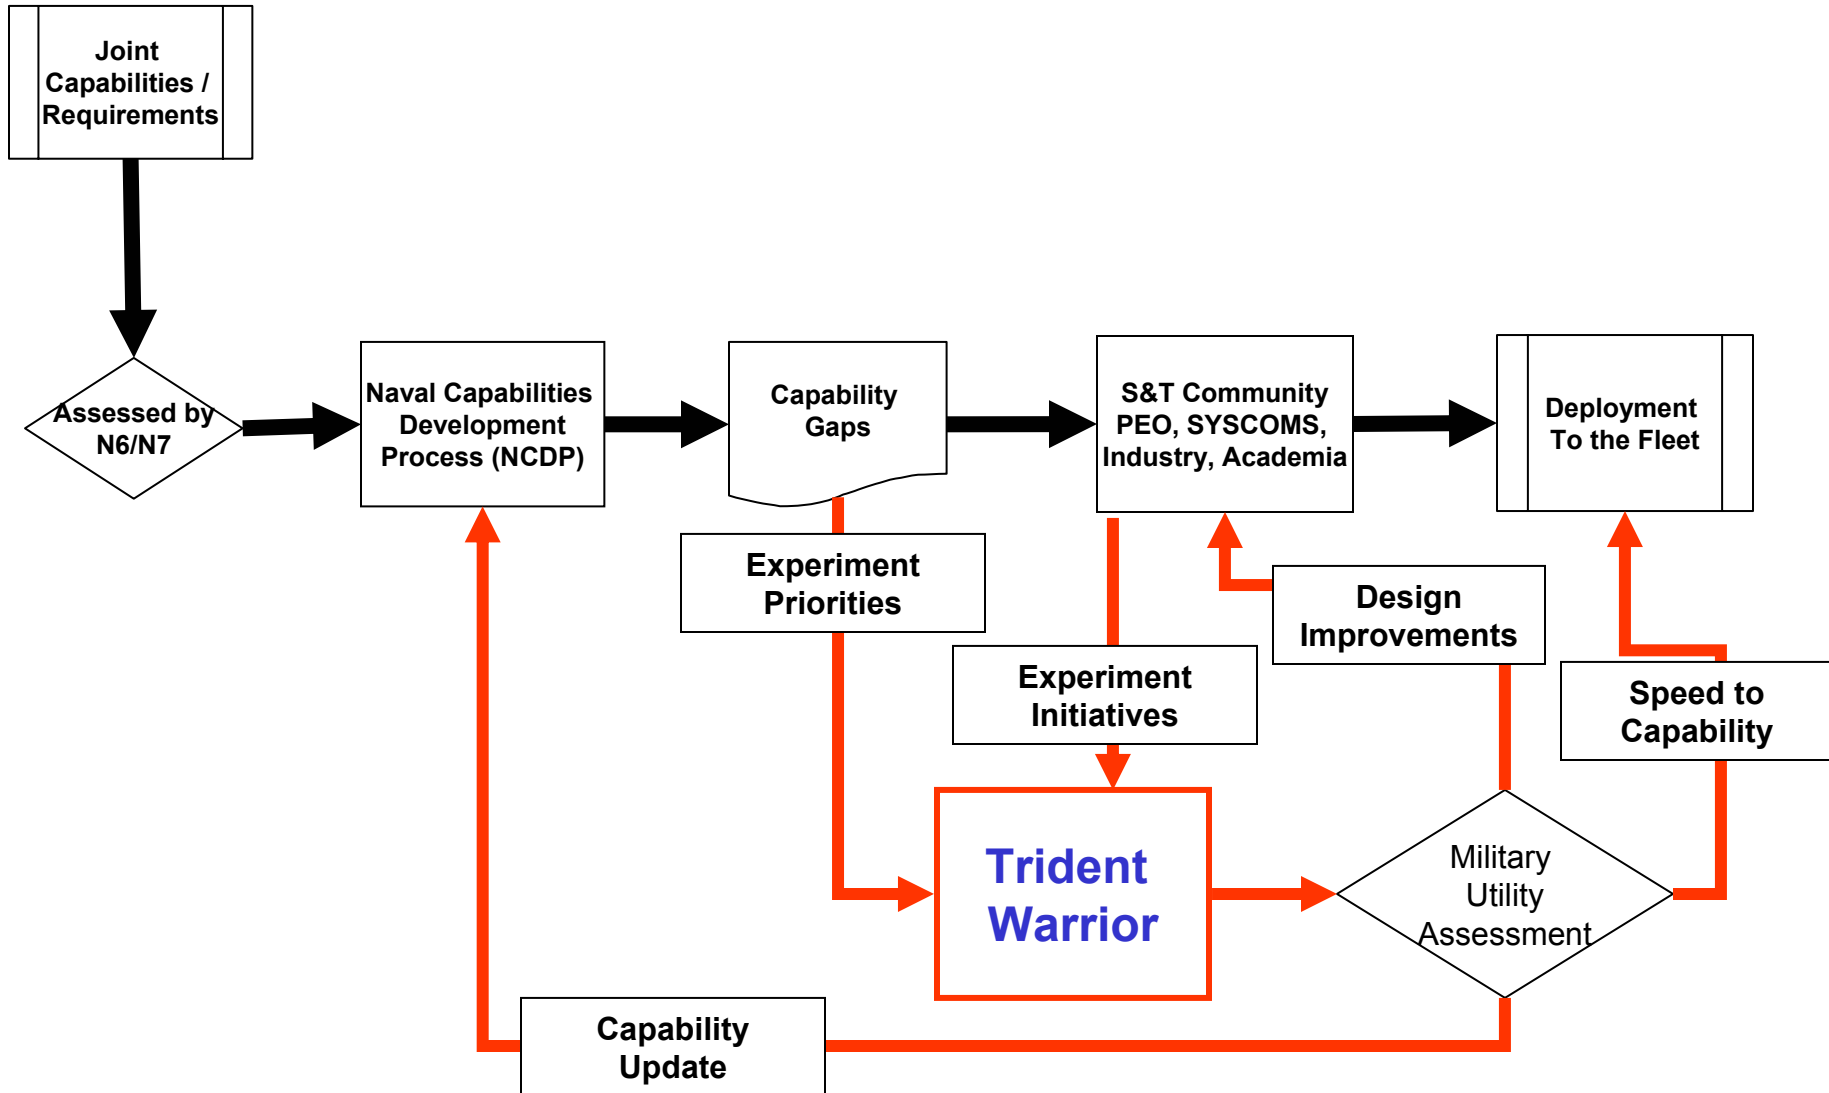 Joint
Capabilities /
Requirements
Assessed by
N6/N7
Naval Capabilities
Development
Process (NCDP)
Capability
Gaps
S&T Community
PEO, SYSCOMS,
Industry, Academia
Deployment
To the Fleet
Experiment
Priorities
Experiment
Initiatives
Design
Improvements
Speed to
Capability
Trident
Warrior
Military
Utility
Assessment
Capability
Update